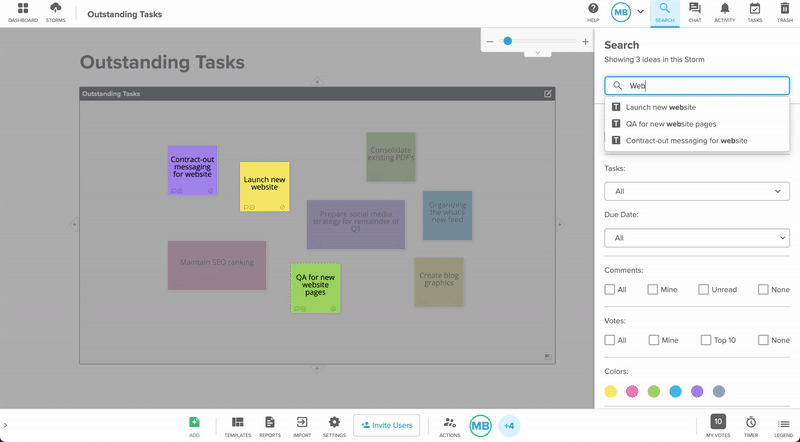 DASHBOARD
STORMS
Outstanding Tasks
HELP
MB
SEARCH
CHAT
ACTIVITY
TASKS
TRASH
Outstanding Tasks
Outstanding Tasks
Contract-out
messaging
for website
Launch new
website
Consolidate
existing PDF's
Prepare social media
strategy for remainder of
Q1
Organizing
the what's
new feed
Maintain SEO ranking
QA for new
website
pages
Create blog
graphics
Search
Showing 3 ideas in this Storm
Web
T Launch new website
T QA for new website pages
T Contract-out messaging for website
Tasks:
All
Due Date:
All
Comments:
All
Mine
Unread
None
Votes:
All
Mine
Top 10
None
Colors:
ADD
TEMPLATES
REPORTS
IMPORT
SETTINGS
Invite Users
ACTIONS
MB
+4
10
MY VOTES
TIMER
LEGEND